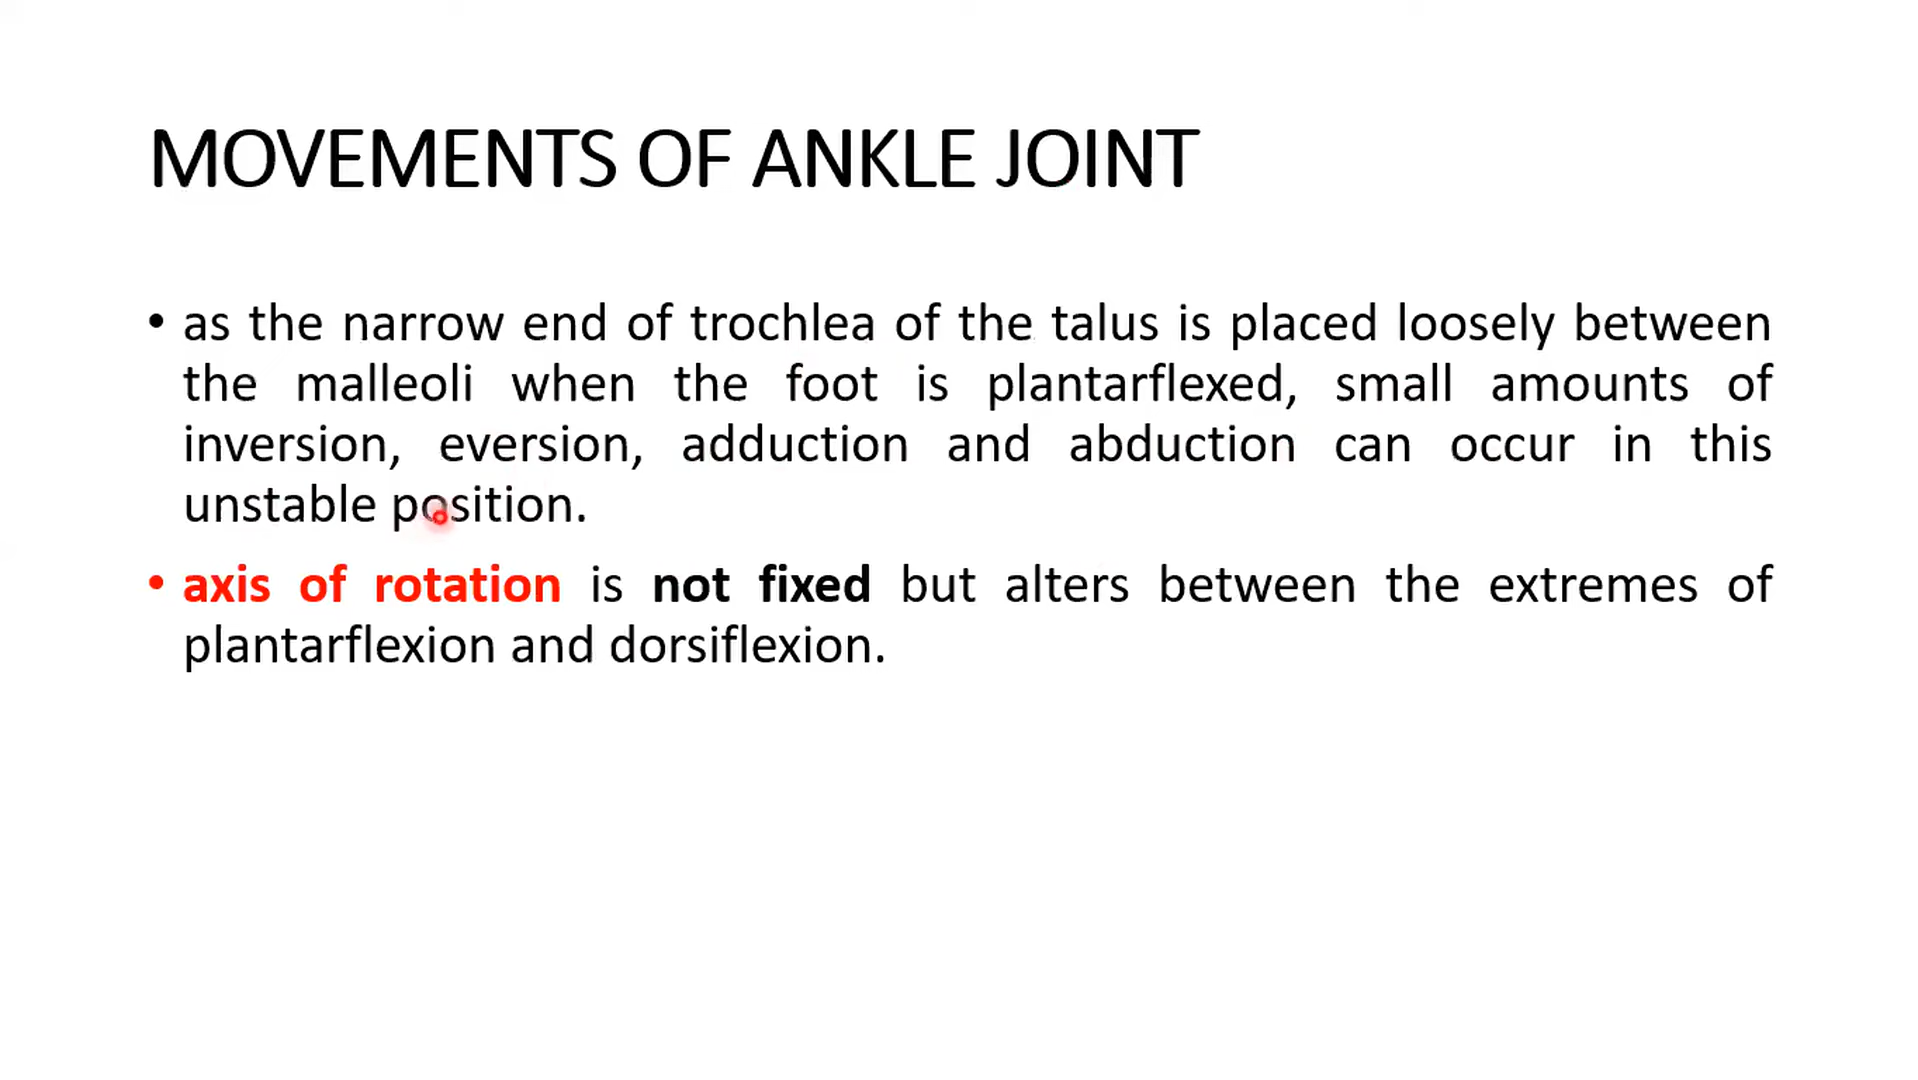 MOVEMENTS OF ANKLE JOINT
• as the narrow end of trochlea of the talus is placed loosely between
the malleoli when the foot is plantarflexed, small amounts of
inversion, eversion, adduction and abduction can occur in this
unstable position.
• axis of rotation is not fixed but alters between the extremes of
plantarflexion and dorsiflexion.